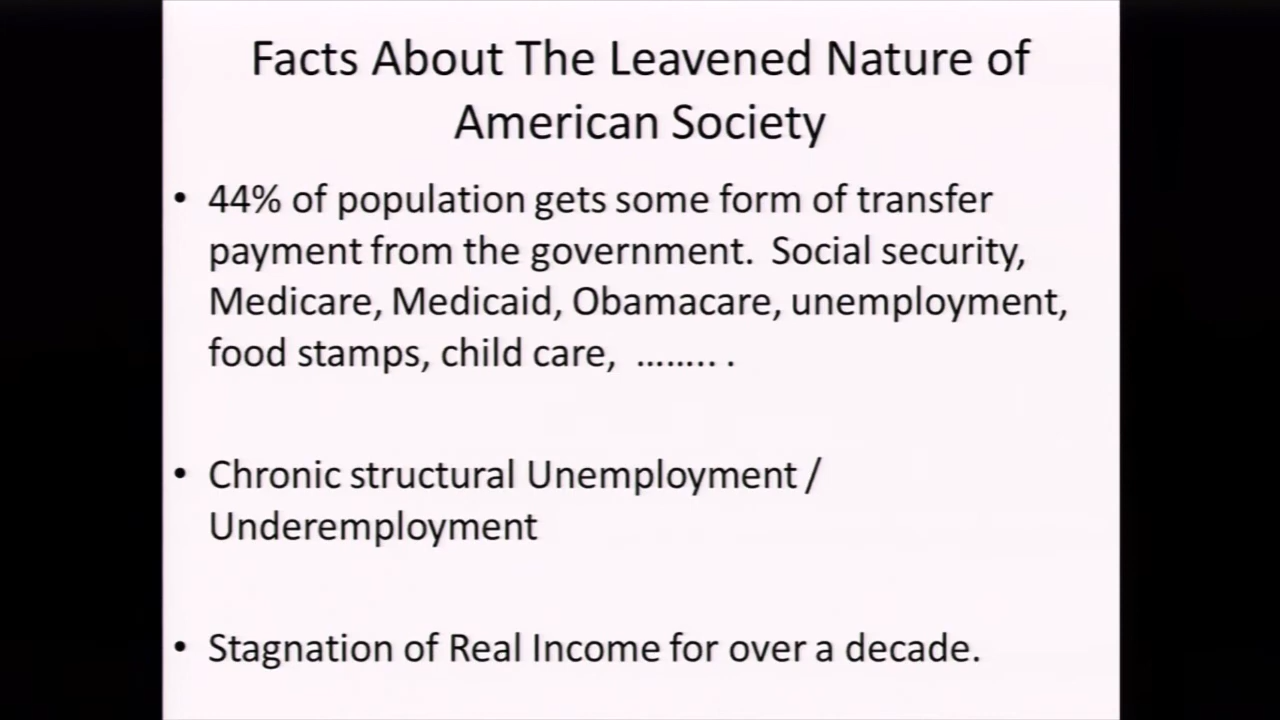 Facts About The Leavened Nature of
American Society
• 44% of population gets some form of transfer
payment from the government.  Social security,
Medicare, Medicaid, Obamacare, unemployment,
food stamps, child care,  …….. .
• Chronic structural Unemployment /
Underemployment
• Stagnation of Real Income for over a decade.